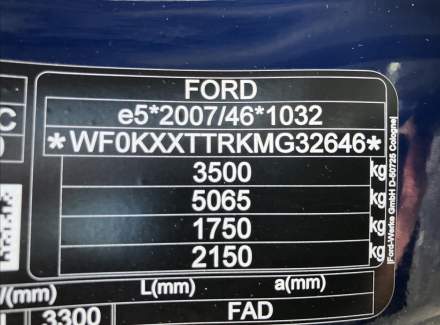 FORD
e5*2007/46*1032
*WF0KXXTTRKMG32646*
3500 kg
5065 kg
1750 kg
2150 kg
(mm) L(mm) a(mm)
3300 FAD
Ford-Werke GmbH D-50725 Cologne